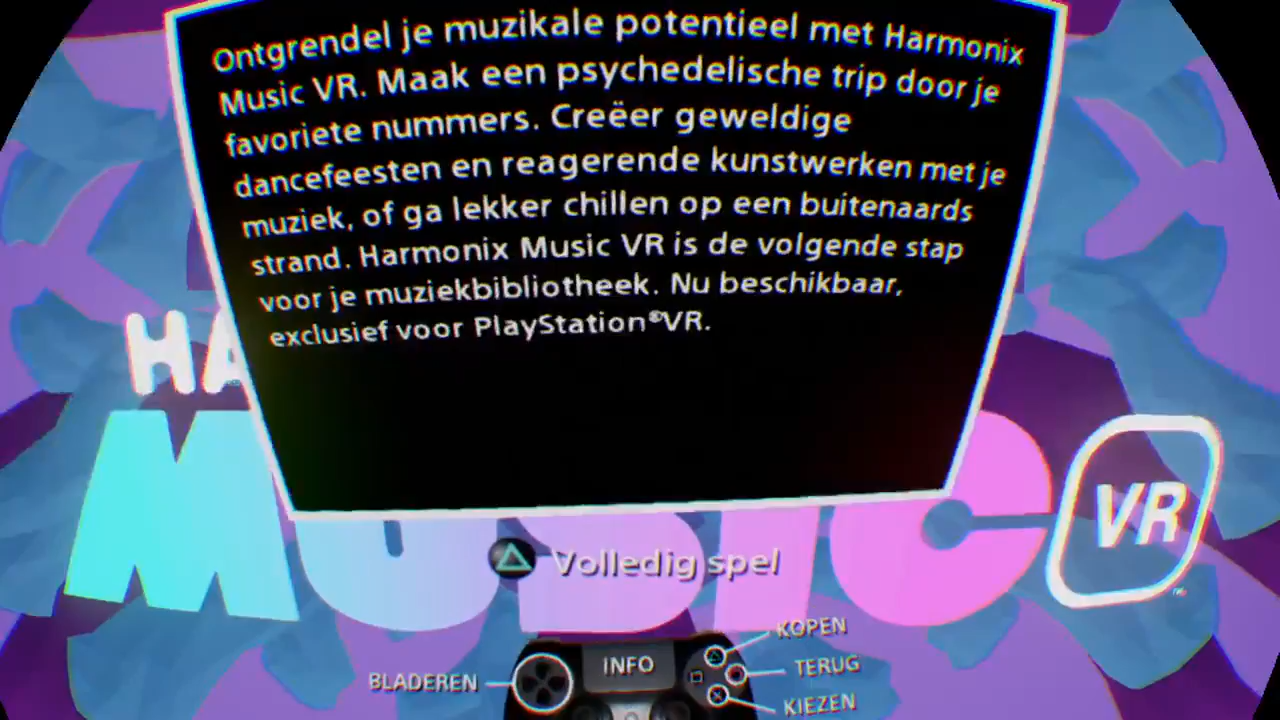 Ontgrendel je muzikale potentieel met Harmonix
Music VR. Maak een psychedelische trip door je
favoriete nummers. Creëer geweldige
dancefeesten en reagerende kunstwerken met je
muziek, of ga lekker chillen op een buitenaards
strand. Harmonix Music VR is de volgende stap
voor je muziekbibliotheek. Nu beschikbaar,
exclusief voor PlayStation®VR.
HA
MUSIC
VR
™
Volledig spel
KOPEN
INFO
TERUG
BLADEREN
KIEZEN